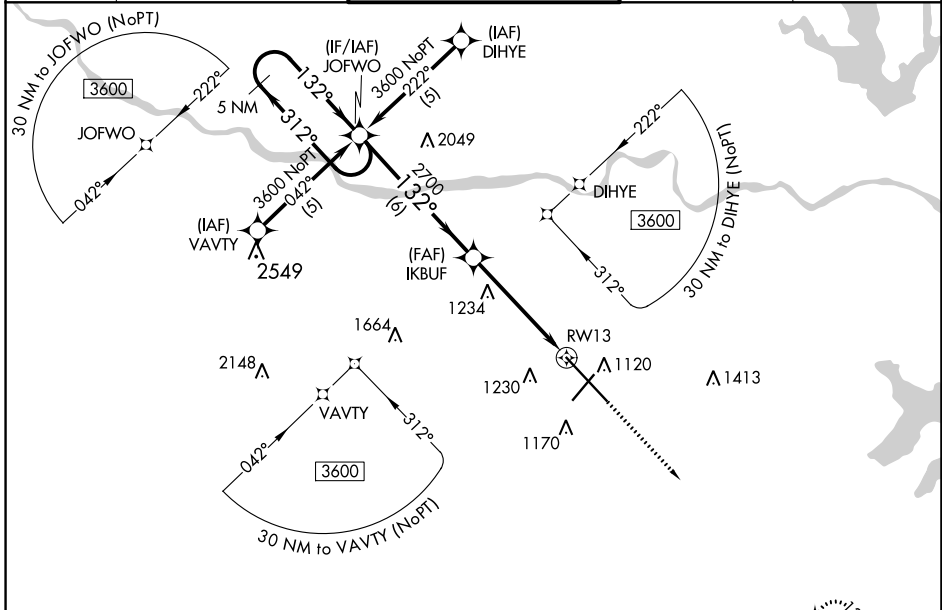 30 NM to JOFWO (NoPT)
3600
222°
JOFWO
042°
5 NM
132°
312°
(IF/IAF)
JOFWO
(IAF)
DIHYE
3600 NoPT
222°
(5)
2049
3600 NoPT
042°
(5)
(IAF)
VAVTY
2549
2700
132°
(6)
(FAF)
IKBUF
1234
222°
DIHYE
3600
312°
30 NM to DIHYE (NoPT)
1664
2148
RW13
1230
1120
1413
1170
VAVTY
042°
312°
3600
30 NM to VAVTY (NoPT)